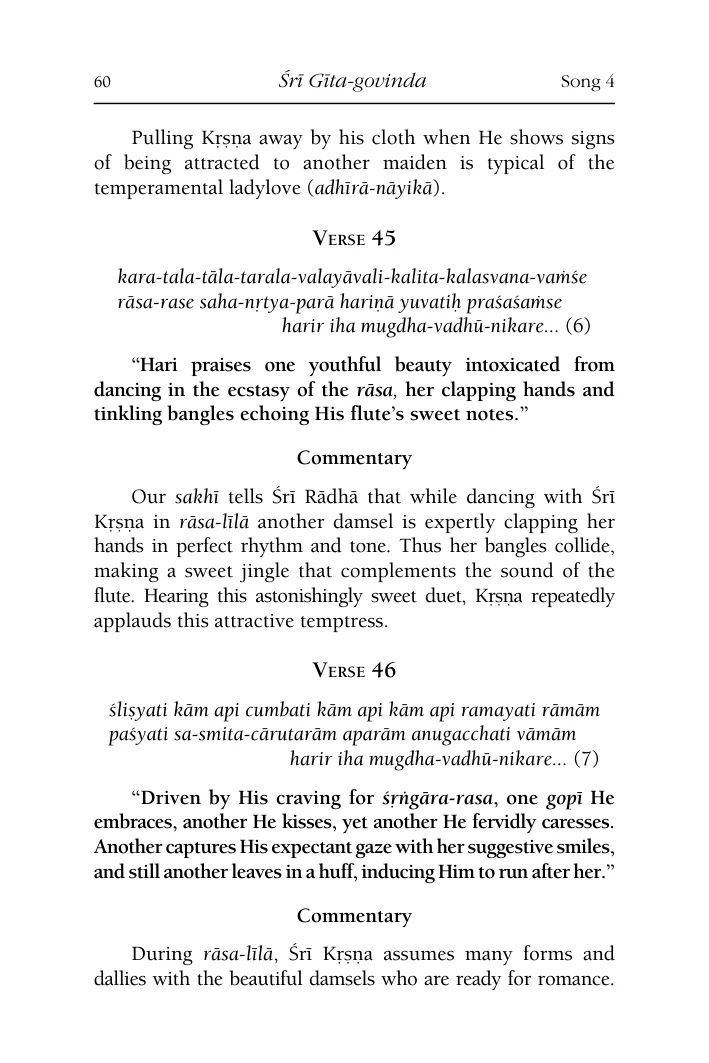 60 Śrī Gīta-govinda Song 4
Pulling Kṛṣṇa away by his cloth when He shows signs
of being attracted to another maiden is typical of the
temperamental ladylove (adhīrā-nāyikā).
Verse 45
kara-tala-tāla-tarala-valayāvali-kalita-kalasvana-vaṁśe
rāsa-rase saha-nṛtya-parā hariṇā yuvatiḥ praśaśaṁse
harir iha mugdha-vadhū-nikare... (6)
“Hari praises one youthful beauty intoxicated from
dancing in the ecstasy of the rāsa, her clapping hands and
tinkling bangles echoing His flute’s sweet notes.”
Commentary
Our sakhī tells Śrī Rādhā that while dancing with Śrī
Kṛṣṇa in rāsa-līlā another damsel is expertly clapping her
hands in perfect rhythm and tone. Thus her bangles collide,
making a sweet jingle that complements the sound of the
flute. Hearing this astonishingly sweet duet, Kṛṣṇa repeatedly
applauds this attractive temptress.
Verse 46
śliṣyati kām api cumbati kām api kām api ramayati rāmām
paśyati sa-smita-cārutarām aparām anugacchati vāmām
harir iha mugdha-vadhū-nikare... (7)
“Driven by His craving for śṛṅgāra-rasa, one gopī He
embraces, another He kisses, yet another He fervidly caresses.
Another captures His expectant gaze with her suggestive smiles,
and still another leaves in a huff, inducing Him to run after her.”
Commentary
During rāsa-līlā, Śrī Kṛṣṇa assumes many forms and
dallies with the beautiful damsels who are ready for romance.